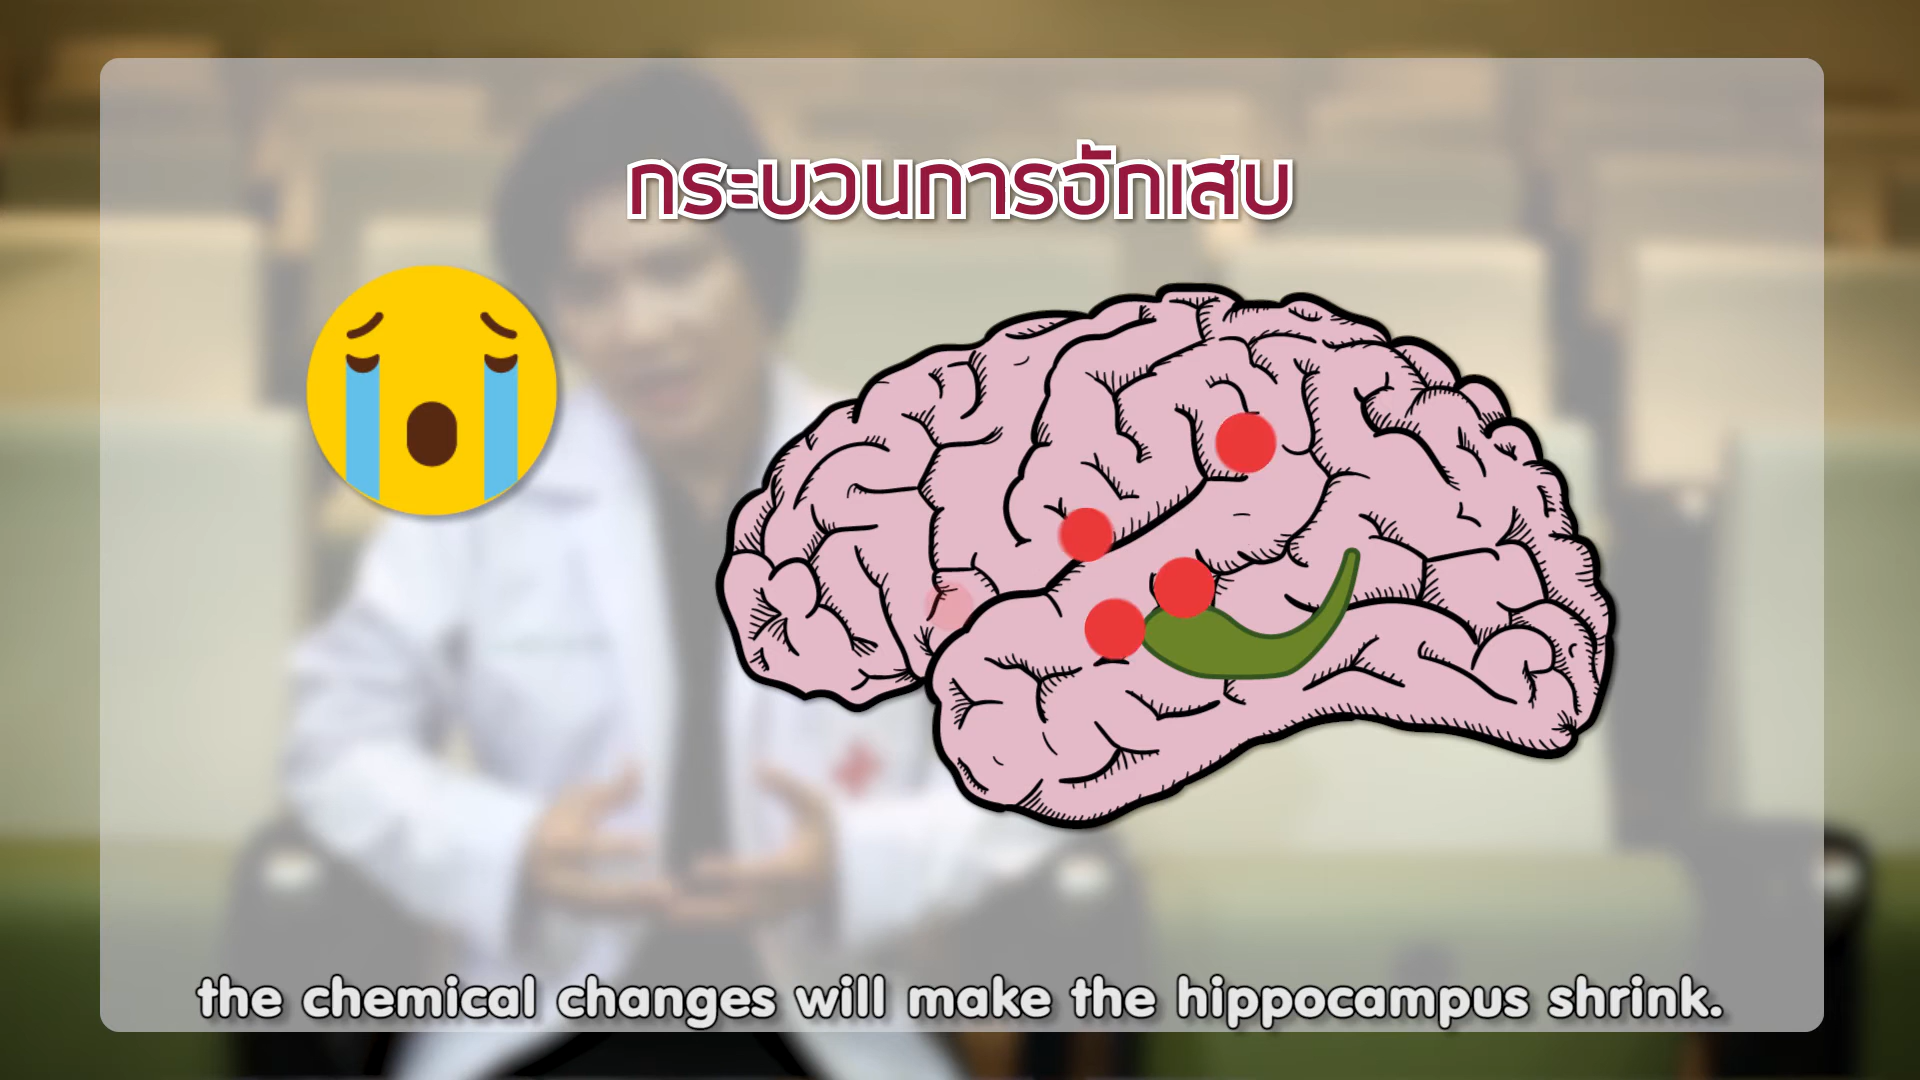 กระบวนการอักเสบ
the chemical changes will make the hippocampus shrink.